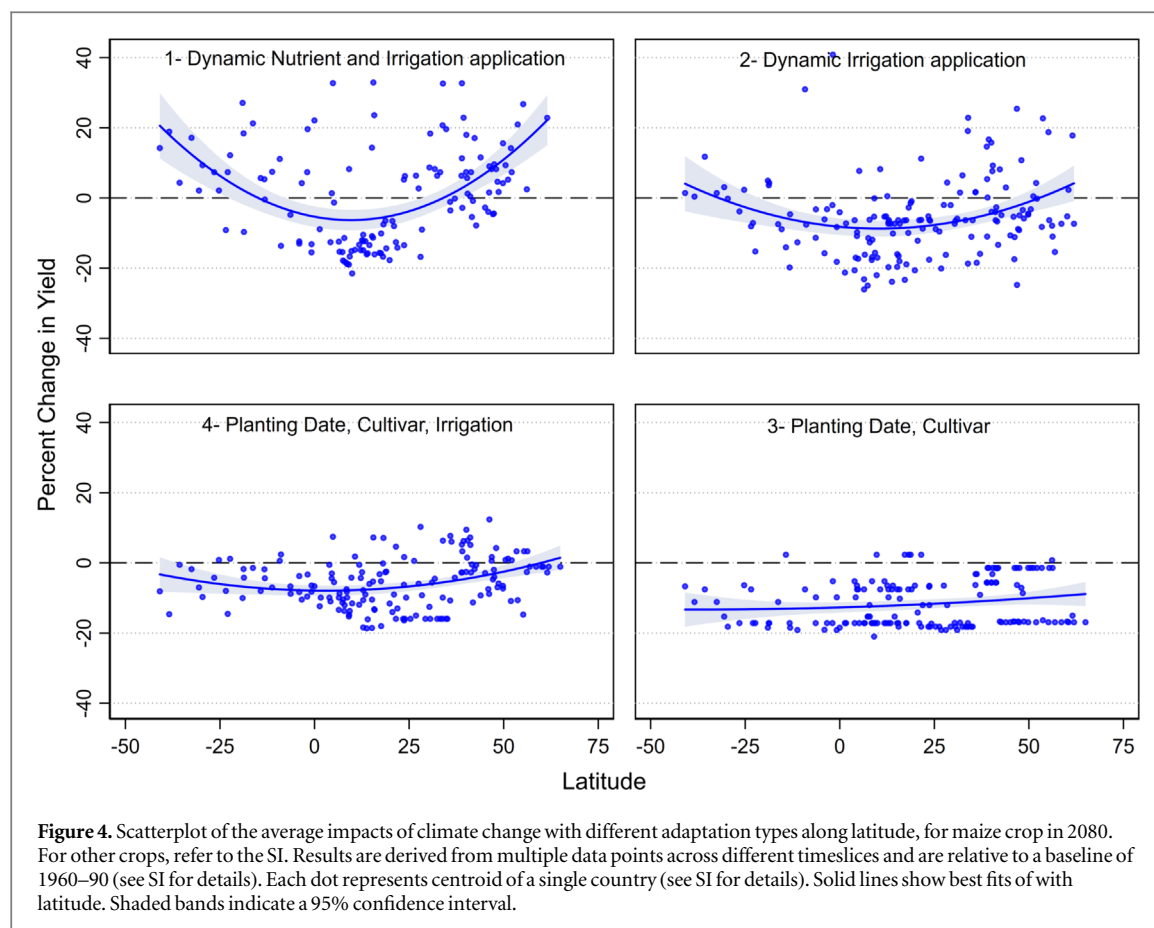 Percent Change in Yield
1- Dynamic Nutrient and Irrigation application
2- Dynamic Irrigation application
40
20
0
-20
-40
4- Planting Date, Cultivar, Irrigation
3- Planting Date, Cultivar
40
20
0
-20
-40
-50 0 25 50 75
-50 0 25 50 75
Latitude
Figure 4. Scatterplot of the average impacts of climate change with different adaptation types along latitude, for maize crop in 2080.
For other crops, refer to the SI. Results are derived from multiple data points across different timeslices and are relative to a baseline of
1960–90 (see SI for details). Each dot represents centroid of a single country (see SI for details). Solid lines show best fits of with
latitude. Shaded bands indicate a 95% confidence interval.